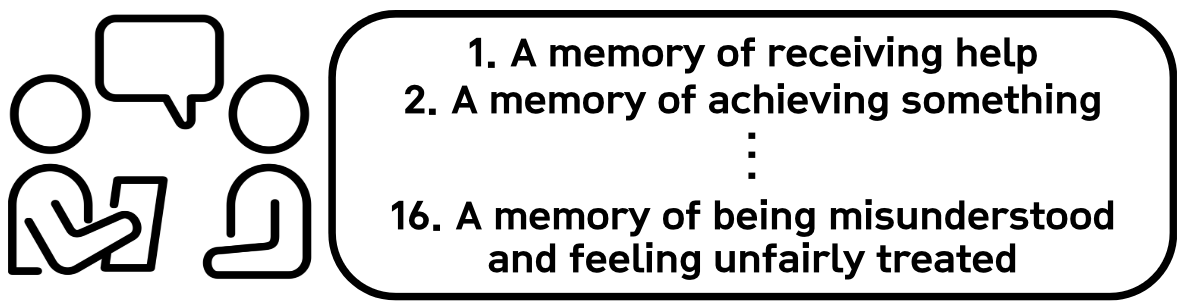 1. A memory of receiving help
2. A memory of achieving something
⋮
16. A memory of being misunderstood
and feeling unfairly treated